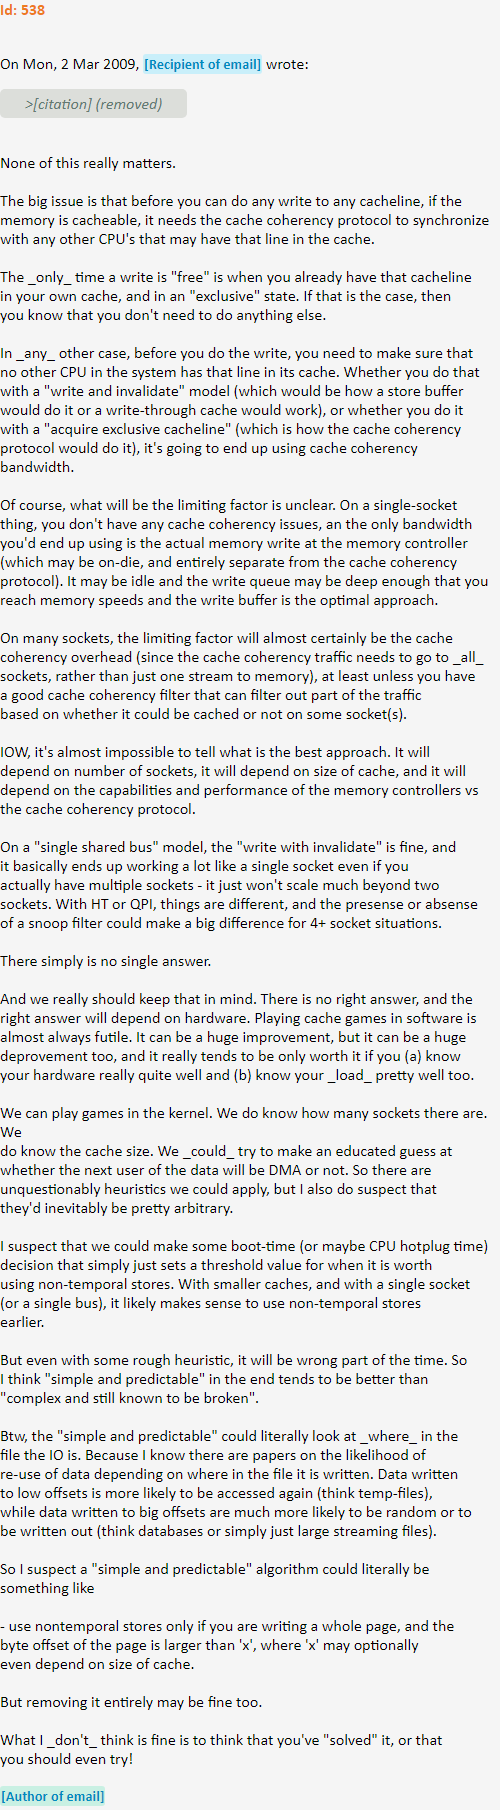 Id: 538
On Mon, 2 Mar 2009, [Recipient of email] wrote:
>[citation] (removed)
None of this really matters.
The big issue is that before you can do any write to any cacheline, if the
memory is cacheable, it needs the cache coherency protocol to synchronize
with any other CPU's that may have that line in the cache.
The _only_ time a write is "free" is when you already have that cacheline
in your own cache, and in an "exclusive" state. If that is the case, then
you know that you don't need to do anything else.
In _any_ other case, before you do the write, you need to make sure that
no other CPU in the system has that line in its cache. Whether you do that
with a "write and invalidate" model (which would be how a store buffer
would do it or a write-through cache would work), or whether you do it
with a "acquire exclusive cacheline" (which is how the cache coherency
protocol would do it), it's going to end up using cache coherency
bandwidth.
Of course, what will be the limiting factor is unclear. On a single-socket
thing, you don't have any cache coherency issues, an the only bandwidth
you'd end up using is the actual memory write at the memory controller
(which may be on-die, and entirely separate from the cache coherency
protocol). It may be idle and the write queue may be deep enough that you
reach memory speeds and the write buffer is the optimal approach.
On many sockets, the limiting factor will almost certainly be the cache
coherency overhead (since the cache coherency traffic needs to go to _all_
sockets, rather than just one stream to memory), at least unless you have
a good cache coherency filter that can filter out part of the traffic
based on whether it could be cached or not on some socket(s).
IOW, it's almost impossible to tell what is the best approach. It will
depend on number of sockets, it will depend on size of cache, and it will
depend on the capabilities and performance of the memory controllers vs
the cache coherency protocol.
On a "single shared bus" model, the "write with invalidate" is fine, and
it basically ends up working a lot like a single socket even if you
actually have multiple sockets - it just won't scale much beyond two
sockets. With HT or QPI, things are different, and the presense or absense
of a snoop filter could make a big difference for 4+ socket situations.
There simply is no single answer.
And we really should keep that in mind. There is no right answer, and the
right answer will depend on hardware. Playing cache games in software is
almost always futile. It can be a huge improvement, but it can be a huge
deprovement too, and it really tends to be only worth it if you (a) know
your hardware really quite well and (b) know your _load_ pretty well too.
We can play games in the kernel. We do know how many sockets there are.
We
do know the cache size. We _could_ try to make an educated guess at
whether the next user of the data will be DMA or not. So there are
unquestionably heuristics we could apply, but I also do suspect that
they'd inevitably be pretty arbitrary.
I suspect that we could make some boot-time (or maybe CPU hotplug time)
decision that simply just sets a threshold value for when it is worth
using non-temporal stores. With smaller caches, and with a single socket
(or a single bus), it likely makes sense to use non-temporal stores
earlier.
But even with some rough heuristic, it will be wrong part of the time. So
I think "simple and predictable" in the end tends to be better than
"complex and still known to be broken".
Btw, the "simple and predictable" could literally look at _where_ in the
file the IO is. Because I know there are papers on the likelihood of
re-use of data depending on where in the file it is written. Data written
to low offsets is more likely to be accessed again (think temp-files),
while data written to big offsets are much more likely to be random or to
be written out (think databases or simply just large streaming files).
So I suspect a "simple and predictable" algorithm could literally be
something like
- use nontemporal stores only if you are writing a whole page, and the
byte offset of the page is larger than 'x', where 'x' may optionally
even depend on size of cache.
But removing it entirely may be fine too.
What I _don't_ think is fine is to think that you've "solved" it, or that
you should even try!
[Author of email]